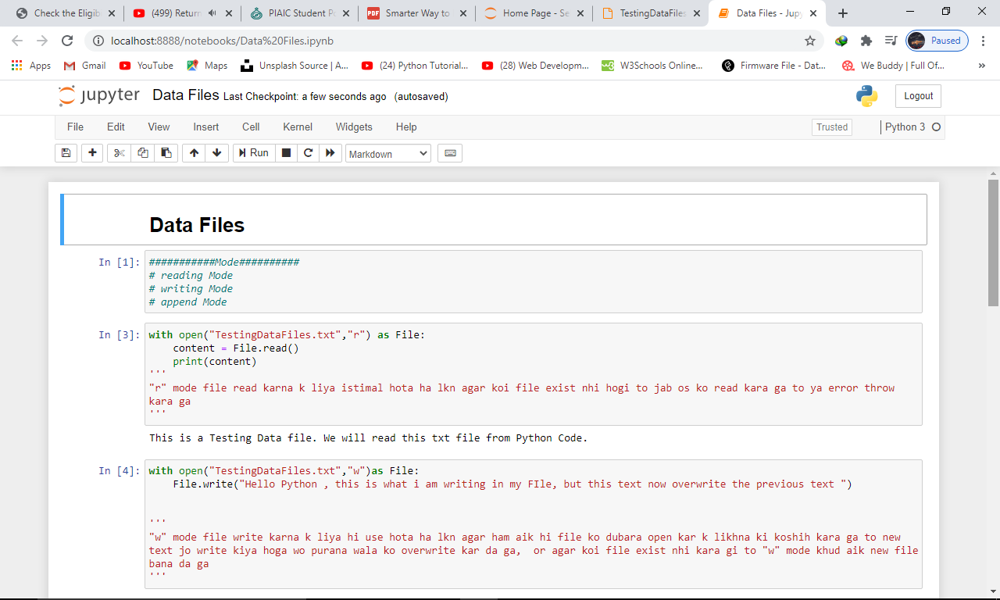 Check the Eligib
(499) Return
PIAIC Student Po
PDF
Smarter Way to
Home Page - Se
TestingDataFiles
Data Files - Jupy
localhost:8888/notebooks/Data%20Files.ipynb
Paused
Apps
Gmail
YouTube
Maps
Unsplash Source | A...
(24) Python Tutorial...
(28) Web Developm...
W3Schools Online...
Firmware File - Dat...
We Buddy | Full Of...
»
jupyter Data Files Last Checkpoint: a few seconds ago (autosaved)
Logout
File Edit View Insert Cell Kernel Widgets Help
Trusted
Python 3
Run
Markdown
Data Files
In [1]: ###########Mode##########
# reading Mode
# writing Mode
# append Mode
In [3]: with open("TestingDataFiles.txt","r") as File:
    content = File.read()
    print(content)
'''
"r" mode file read karna k liya istimal hota ha lkn agar koi file exist nhi hogi to jab os ko read kara ga to ya error throw
kara ga
'''
This is a Testing Data file. We will read this txt file from Python Code.
In [4]: with open("TestingDataFiles.txt","w")as File:
    File.write("Hello Python , this is what i am writing in my FIle, but this text now overwrite the previous text ")
'''
"w" mode file write karna k liya hi use hota ha lkn agar ham aik hi file ko dubara open kar k likhna ki koshih kara ga to new
text jo write kiya hoga wo purana wala ko overwrite kar da ga,  or agar koi file exist nhi kara gi to "w" mode khud aik new file
bana da ga
'''